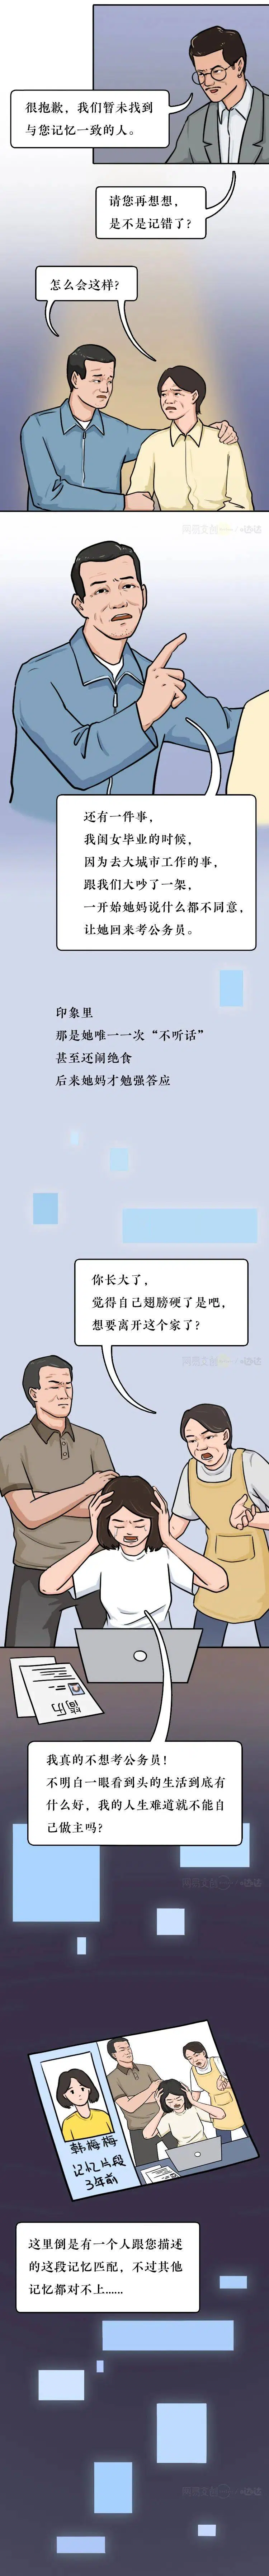 很抱歉，我们暂未找到
与您记忆一致的人。
请您再想想，
是不是记错了？
怎么会这样？
还有一件事，
我闺女毕业的时候，
因为去大城市工作的事，
跟我们大吵了一架，
一开始她妈说什么都不同意，
让她回来考公务员。
印象里
那是她唯一一次“不听话”
甚至还闹绝食
后来她妈才勉强答应
你长大了，
觉得自己翅膀硬了是吧，
想要离开这个家了？
简历
我真的不想考公务员！
不明白一眼看到头的生活到底有
什么好，我的人生难道就不能自
己做主吗？
韩梅梅
记忆片段
3年前
这里倒是有一个人跟您描述
的这段记忆匹配，不过其他
记忆都对不上……